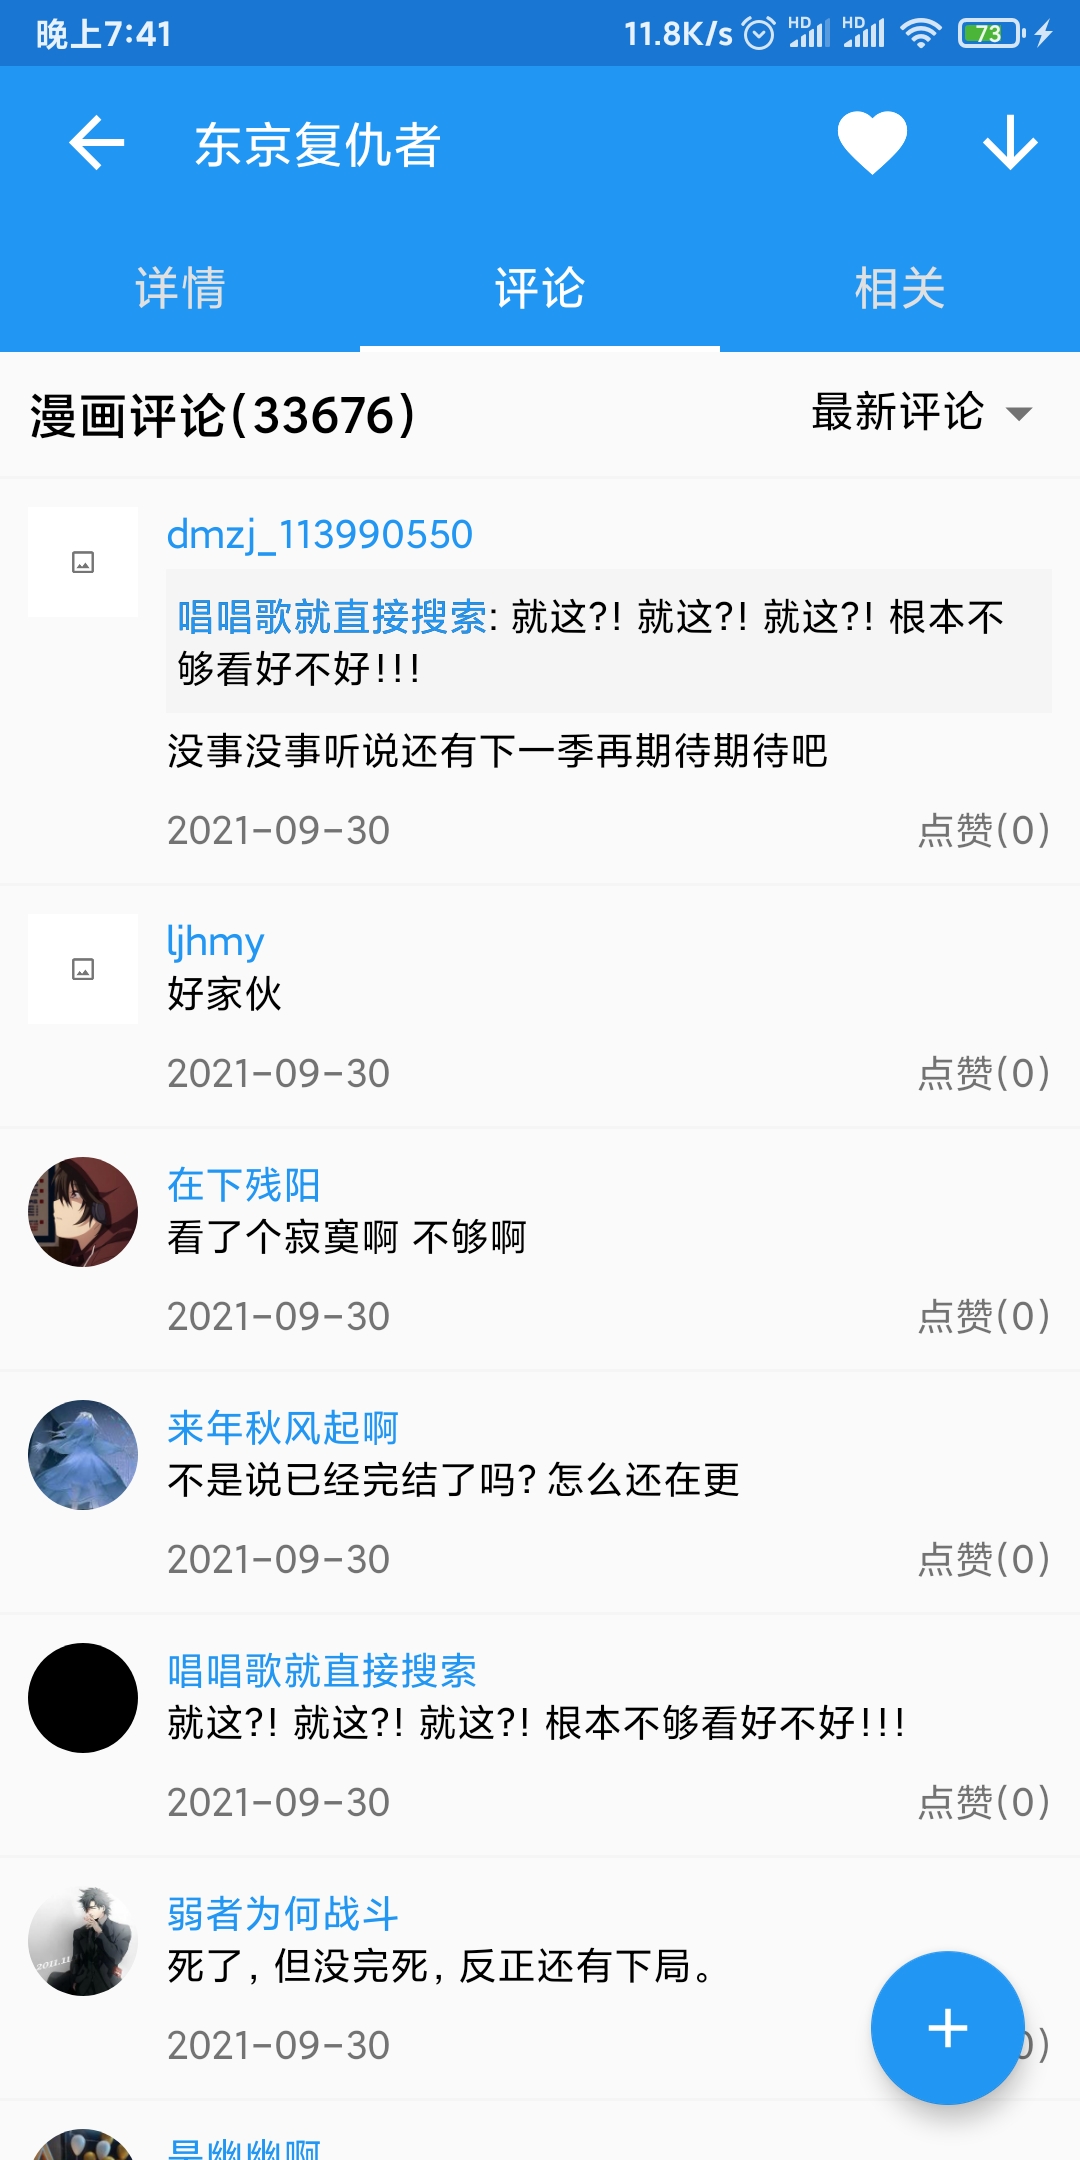 晚上7:41 11.8K/s HD HD 73
东京复仇者
详情 评论 相关
漫画评论(33676) 最新评论
dmzj_113990550
唱唱歌就直接搜索: 就这?! 就这?! 就这?! 根本不
够看好不好!!!
没事没事听说还有下一季再期待期待吧
2021-09-30 点赞(0)
ljhmy
好家伙
2021-09-30 点赞(0)
在下残阳
看了个寂寞啊 不够啊
2021-09-30 点赞(0)
来年秋风起啊
不是说已经完结了吗? 怎么还在更
2021-09-30 点赞(0)
唱唱歌就直接搜索
就这?! 就这?! 就这?! 根本不够看好不好!!!
2021-09-30 点赞(0)
弱者为何战斗
死了, 但没完死, 反正还有下局。
2021-09-30
是幽幽啊